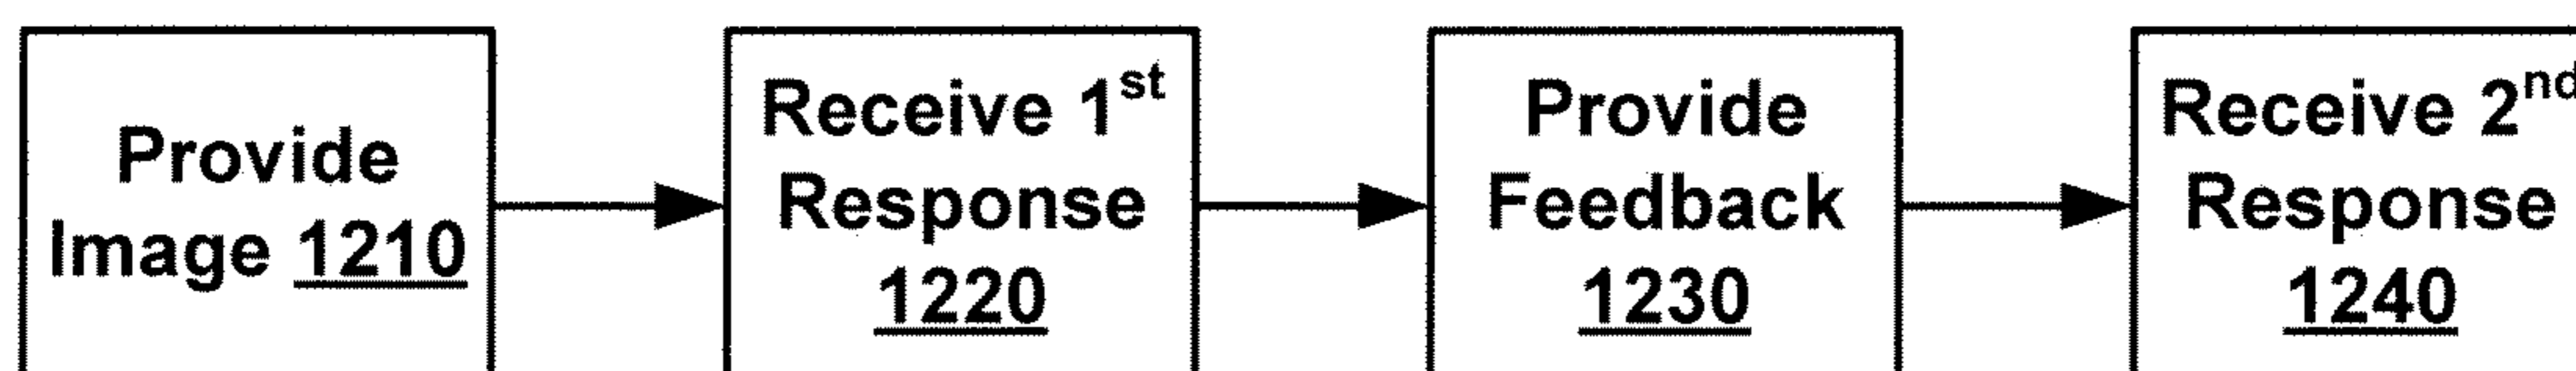 Provide
Image 1210
Receive 1st
Response
1220
Provide
Feedback
1230
Receive 2nd
Response
1240